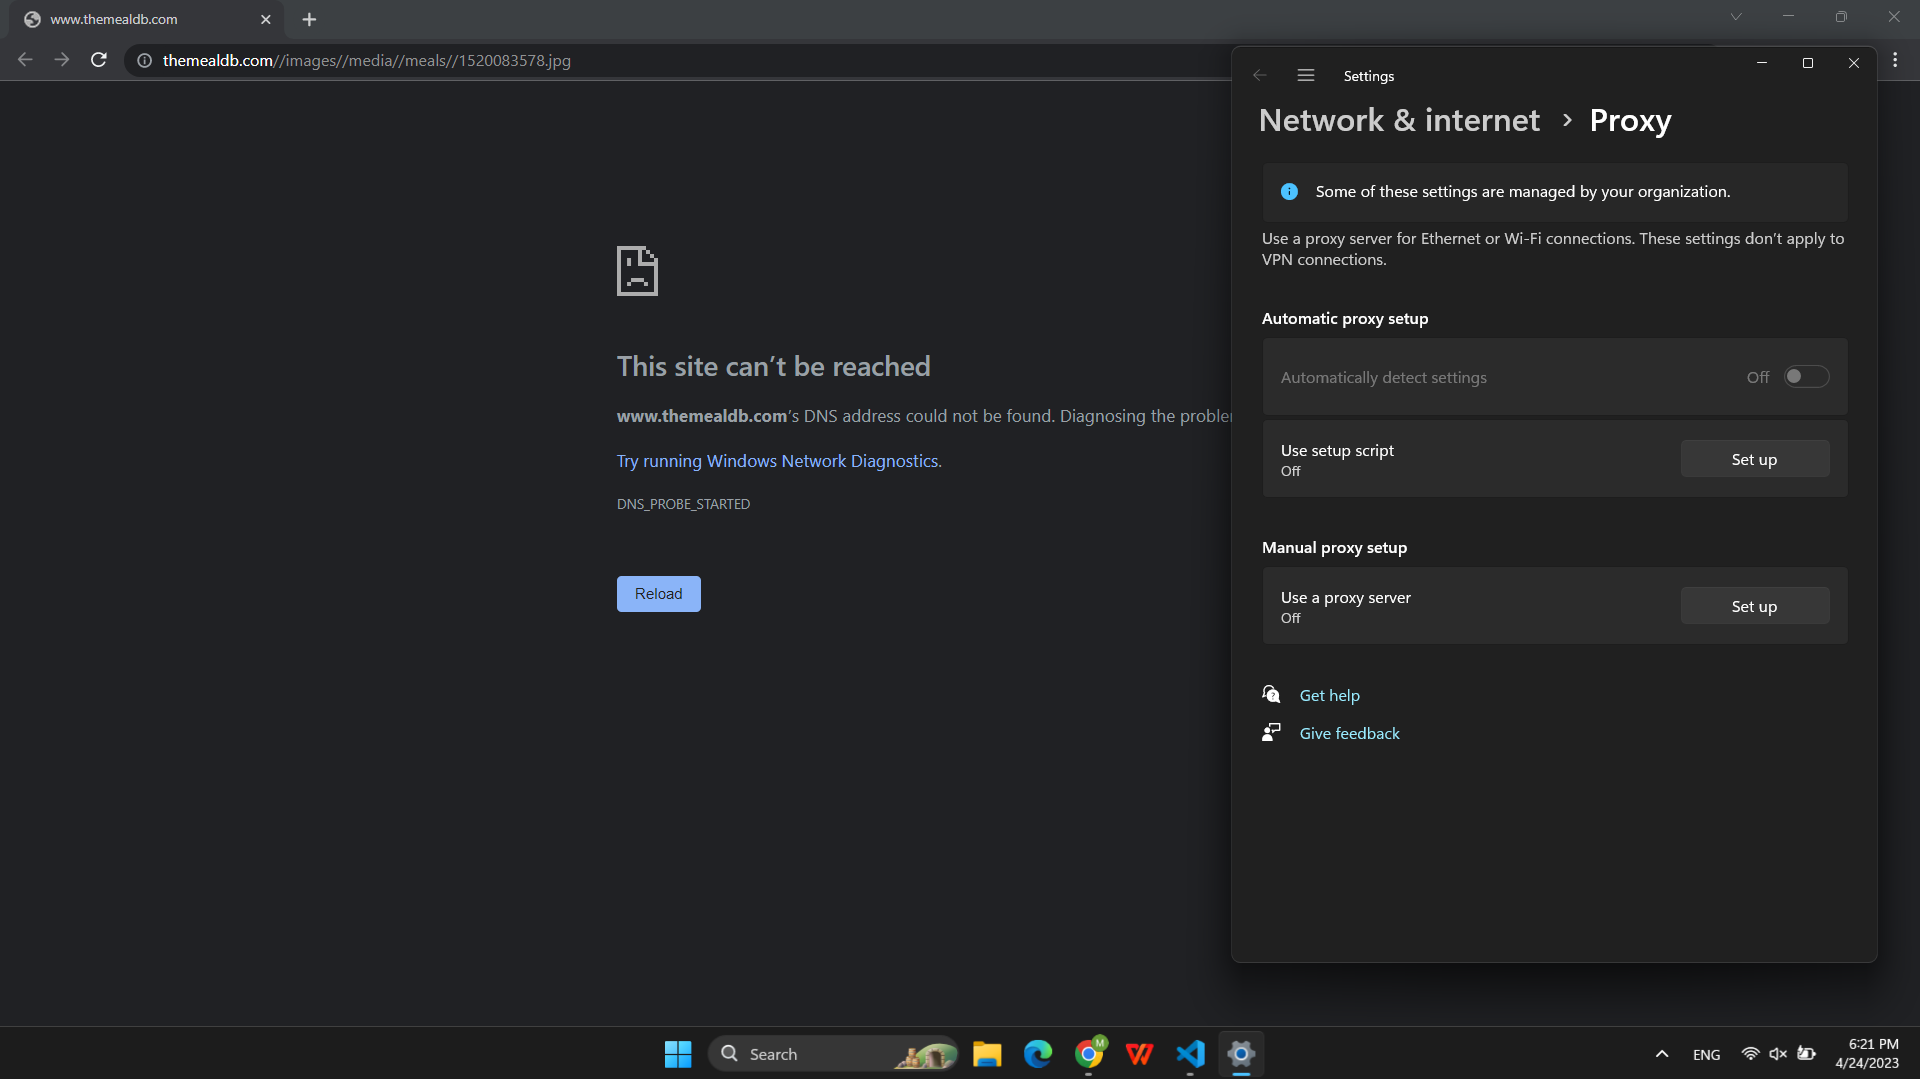 www.themealdb.com
themealdb.com//images//media//meals//1520083578.jpg
This site can't be reached
www.themealdb.com's DNS address could not be found. Diagnosing the
Try running Windows Network Diagnostics.
DNS_PROBE_STARTED
Reload
Settings
Network & internet > Proxy
Some of these settings are managed by your organization.
Use a proxy server for Ethernet or Wi-Fi connections. These settings don't apply to
VPN connections.
Automatic proxy setup
Automatically detect settings Off
Use setup script
Off
Set up
Manual proxy setup
Use a proxy server
Off
Set up
Get help
Give feedback
Search
M
ENG
6:21 PM
4/24/2023